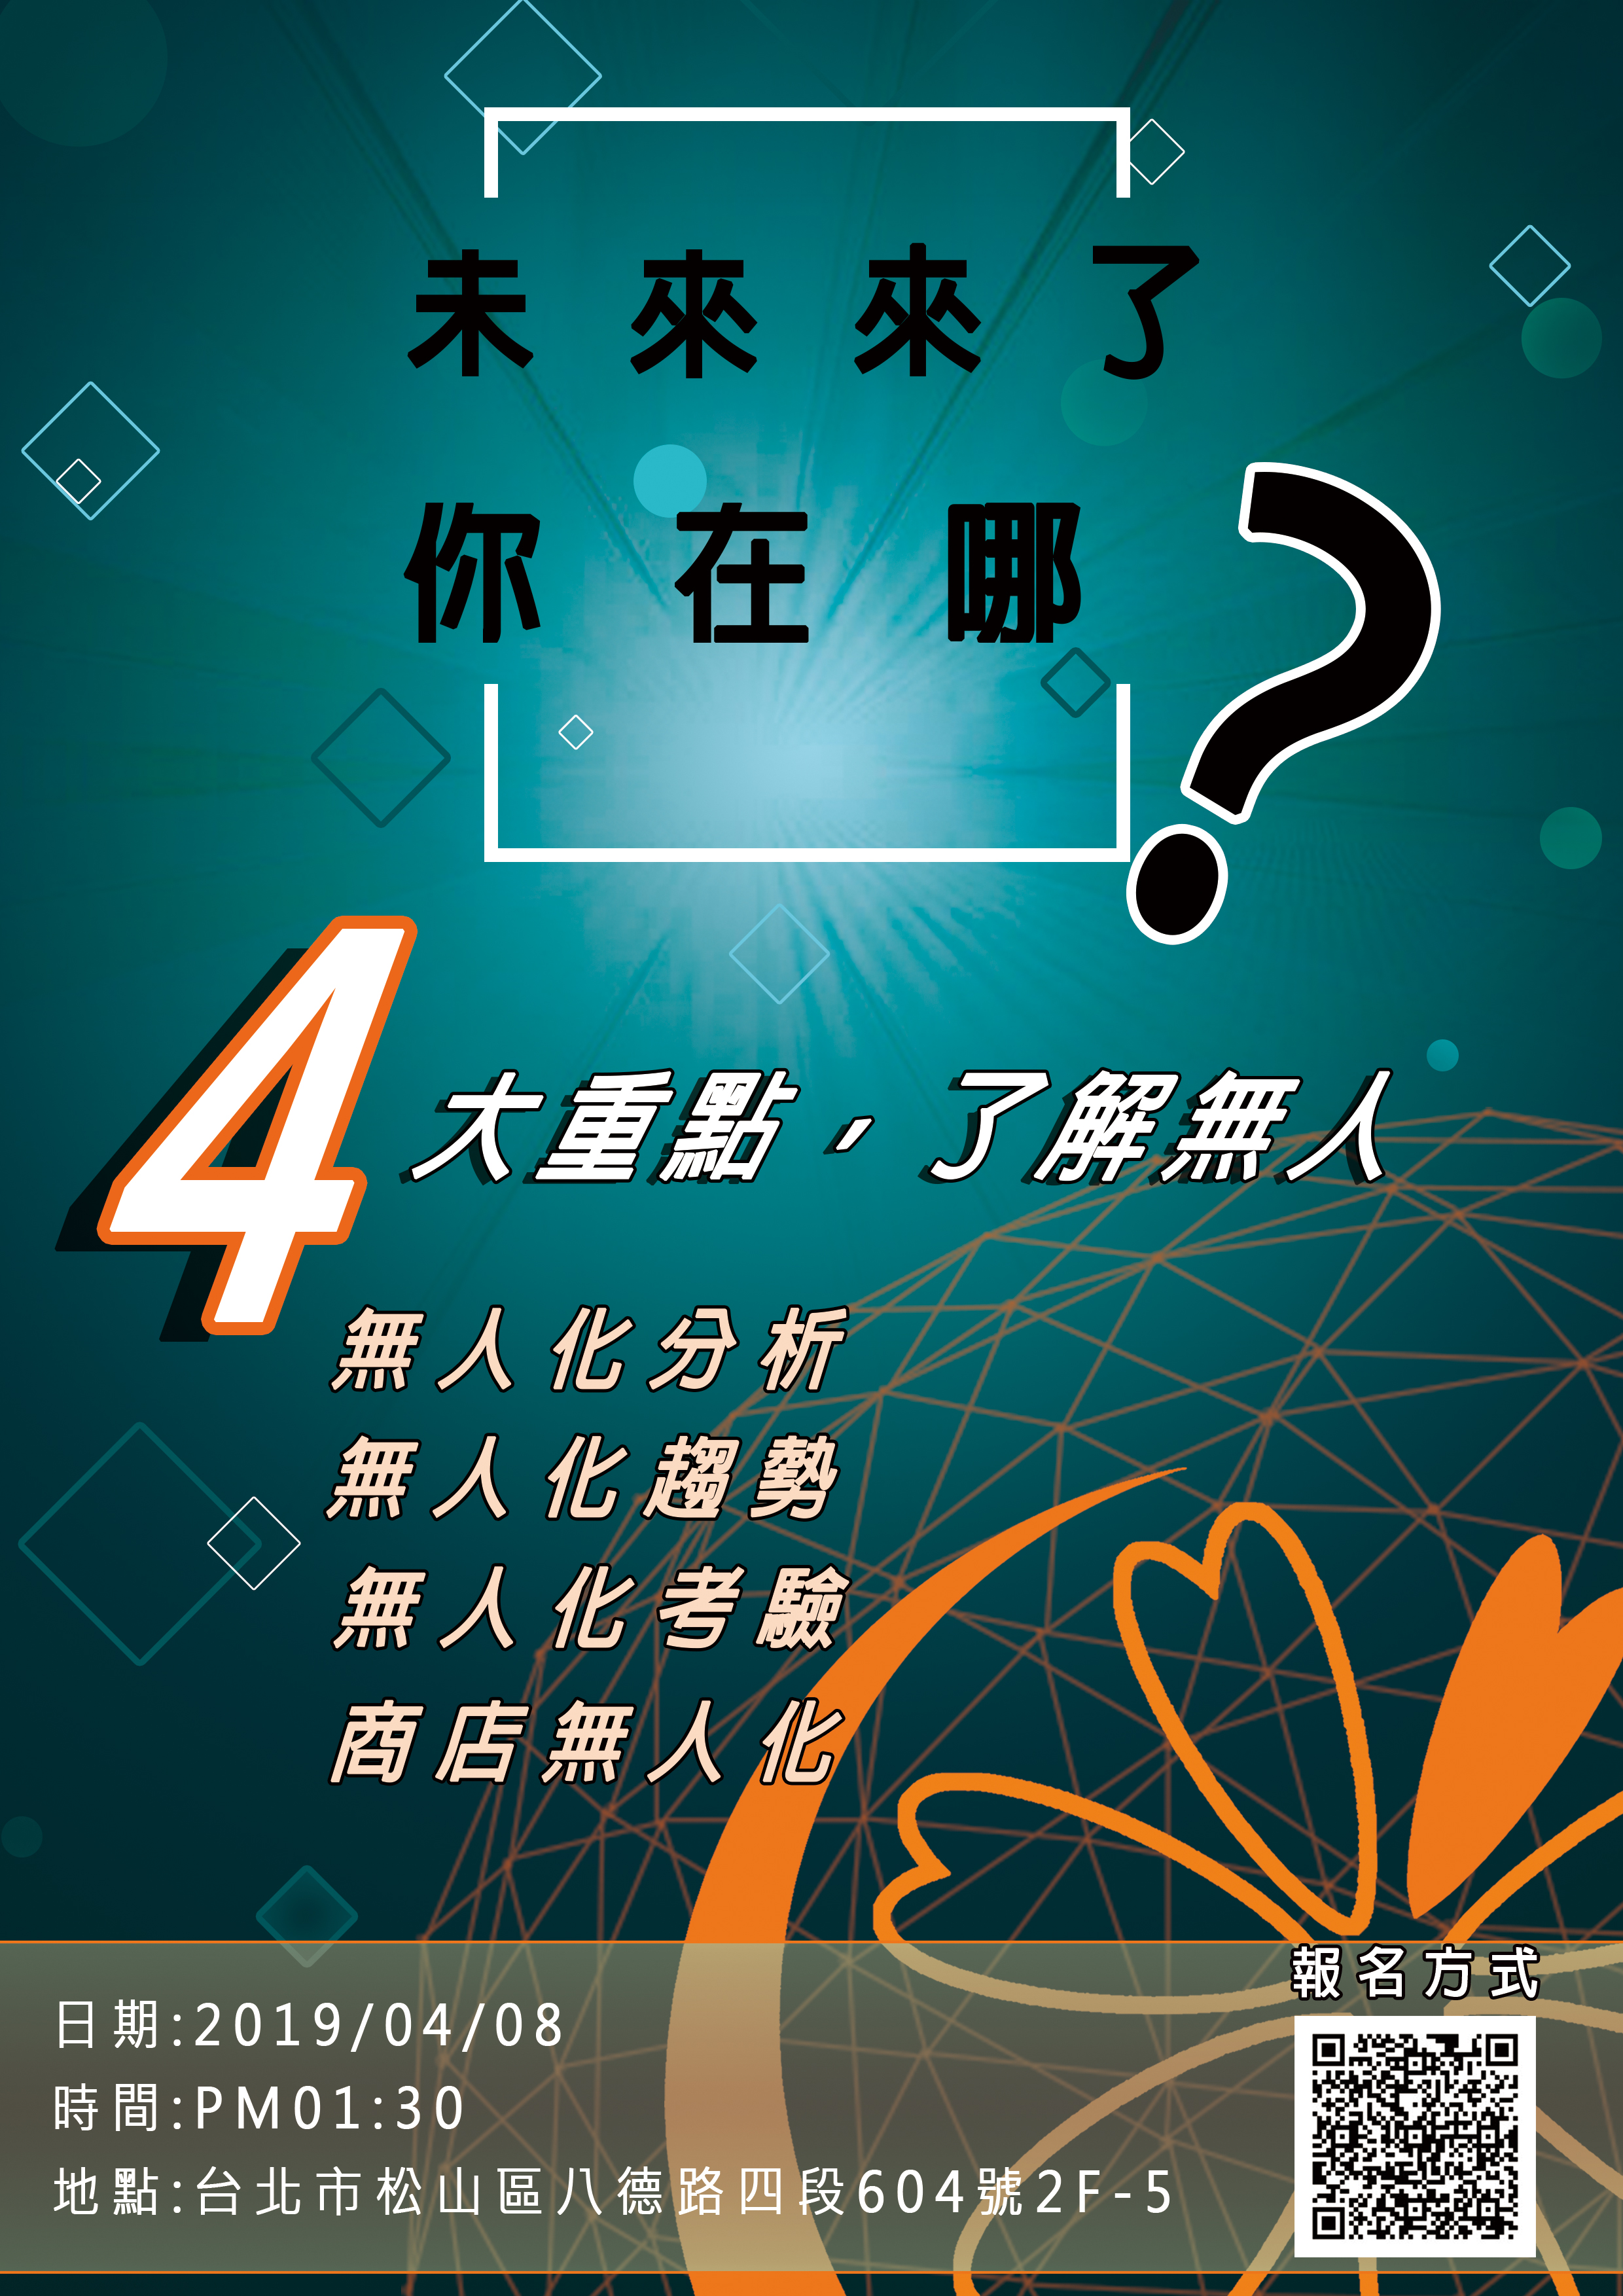 未來來了
你在哪?
4大重點，了解無人
無人化分析
無人化趨勢
無人化考驗
商店無人化
報名方式
日期:2019/04/08
時間:PM01:30
地點:台北市松山區八德路四段604號2F-5